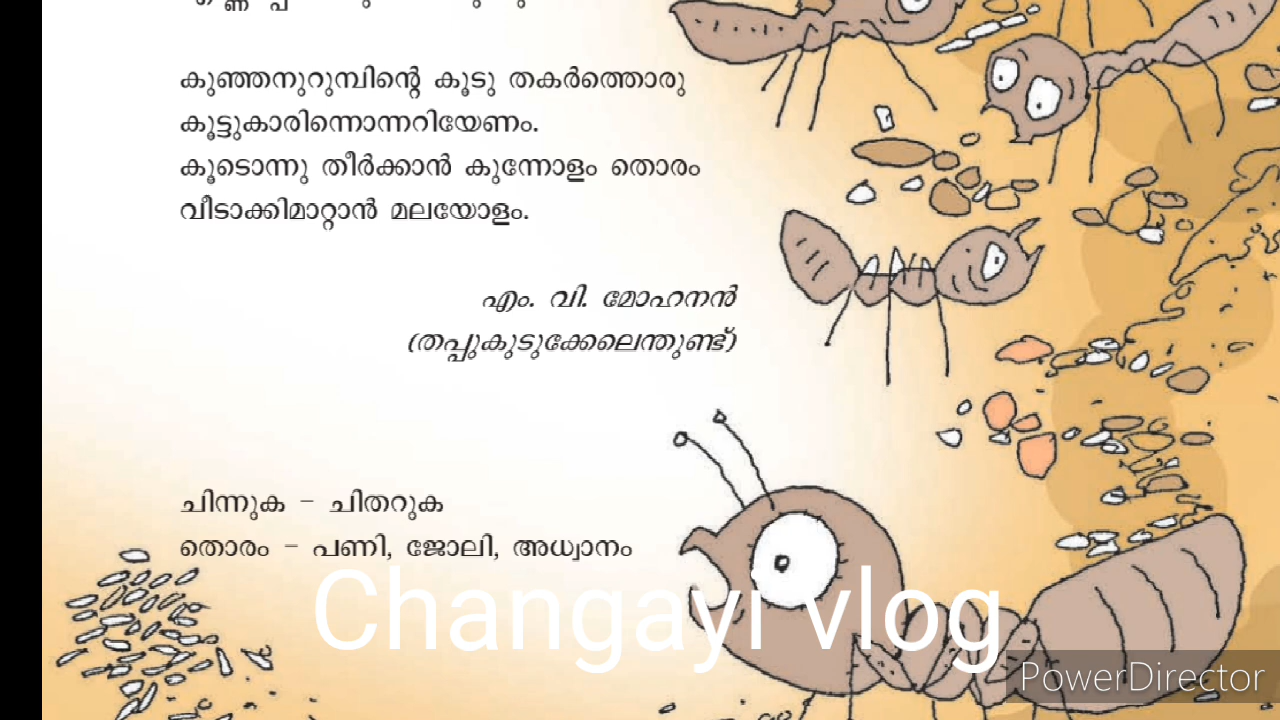 കുഞ്ഞനുറുമ്പിന്റെ കൂടു തകർത്തൊരു
കൂട്ടുകാരിന്നൊന്നറിയേണം.
കൂടൊന്നു തീർക്കാൻ കുന്നോളം തൊരം
വീടാക്കിമാറ്റാൻ മലയോളം.
എം. വി. മോഹനൻ
(തപ്പുകുടുക്കേലെന്തുണ്ട്)
ചിന്നുക – ചിതറുക
തൊരം – പണി, ജോലി, അധ്വാനം
Changayi vlog
PowerDirector